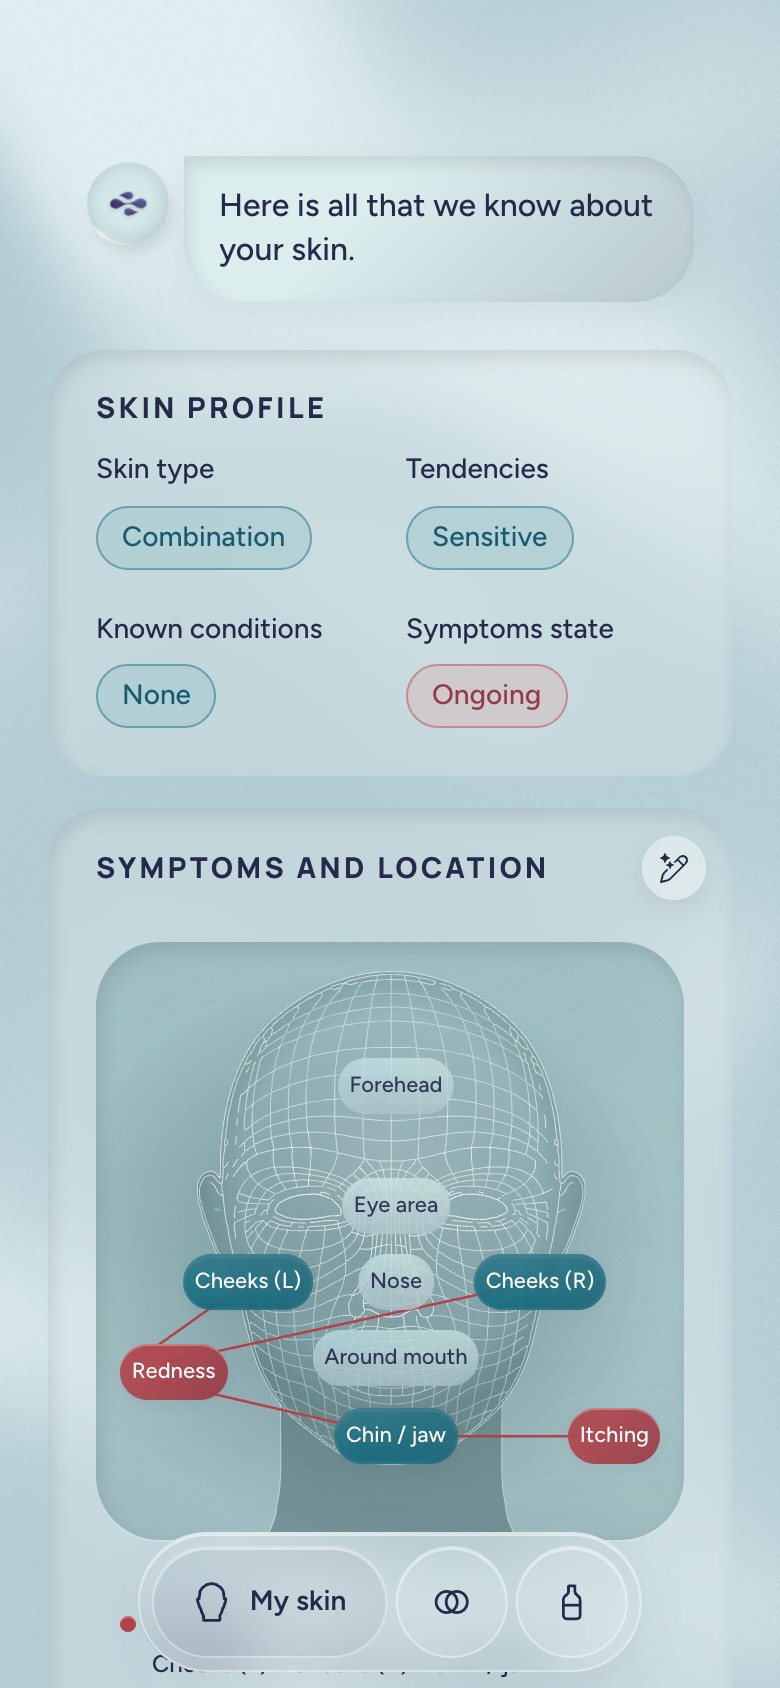 Here is all that we know about
your skin.
SKIN PROFILE
Skin type
Tendencies
Combination
Sensitive
Known conditions
Symptoms state
None
Ongoing
SYMPTOMS AND LOCATION
Forehead
Eye area
Cheeks (L)
Nose
Cheeks (R)
Around mouth
Redness
Chin / jaw
Itching
My skin